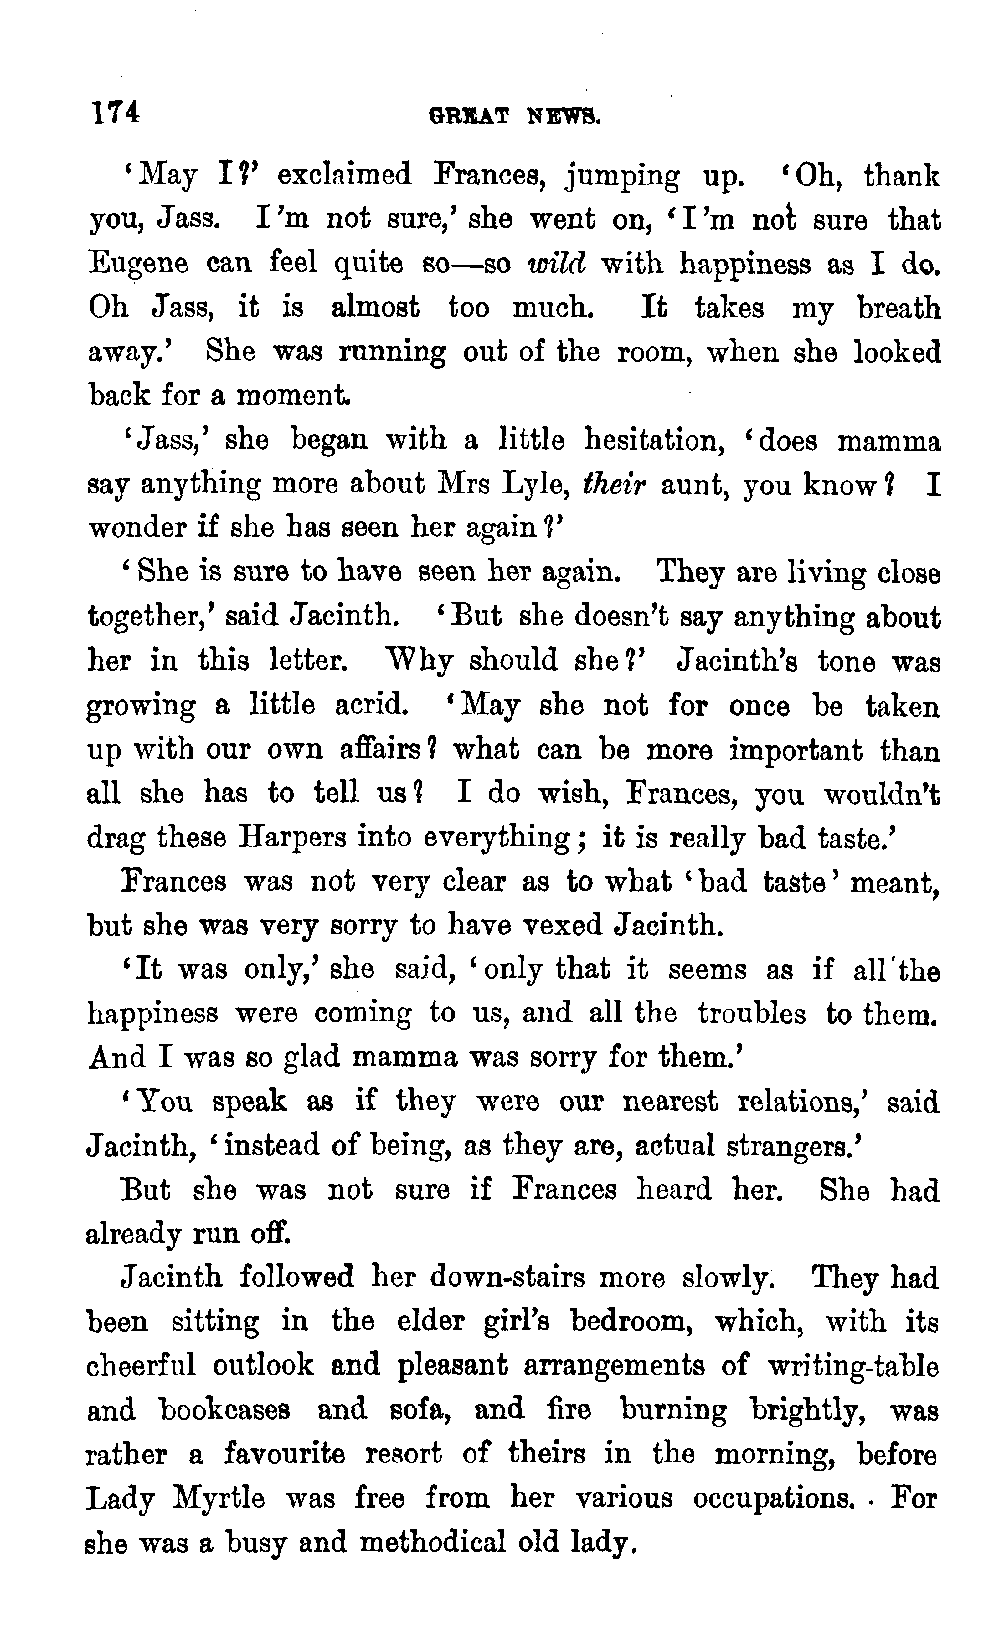 174 GREAT NEWS.
‘May I?’ exclaimed Frances, jumping up. ‘Oh, thank
you, Jass. I’m not sure,’ she went on, ‘I’m not sure that
Eugene can feel quite so—so wild with happiness as I do.
Oh Jass, it is almost too much. It takes my breath
away.’ She was running out of the room, when she looked
back for a moment.
‘Jass,’ she began with a little hesitation, ‘does mamma
say anything more about Mrs Lyle, their aunt, you know? I
wonder if she has seen her again?’
‘She is sure to have seen her again. They are living close
together,’ said Jacinth. ‘But she doesn’t say anything about
her in this letter. Why should she?’ Jacinth’s tone was
growing a little acrid. ‘May she not for once be taken
up with our own affairs? what can be more important than
all she has to tell us? I do wish, Frances, you wouldn’t
drag these Harpers into everything; it is really bad taste.’
Frances was not very clear as to what ‘bad taste’ meant,
but she was very sorry to have vexed Jacinth.
‘It was only,’ she said, ‘only that it seems as if all the
happiness were coming to us, and all the troubles to them.
And I was so glad mamma was sorry for them.’
‘You speak as if they were our nearest relations,’ said
Jacinth, ‘instead of being, as they are, actual strangers.’
But she was not sure if Frances heard her. She had
already run off.
Jacinth followed her down-stairs more slowly. They had
been sitting in the elder girl’s bedroom, which, with its
cheerful outlook and pleasant arrangements of writing-table
and bookcases and sofa, and fire burning brightly, was
rather a favourite resort of theirs in the morning, before
Lady Myrtle was free from her various occupations. For
she was a busy and methodical old lady.